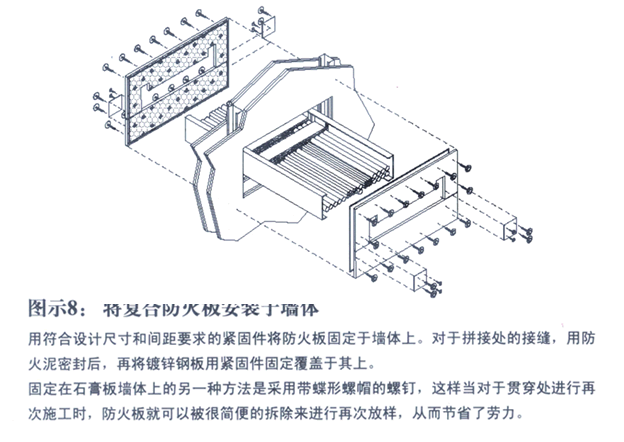 图示8： 将复合防火板安装于墙体
用符合设计尺寸和间距要求的紧固件将防火板固定于墙体上。对于拼接处的接缝，用防
火泥密封后，再将镀锌钢板用紧固件固定覆盖于其上。
固定在石膏板墙体上的另一种方法是采用带蝶形螺帽的螺钉，这样当对于贯穿处进行再
次施工时，防火板就可以被很简便的拆除来进行再次放样，从而节省了劳力。